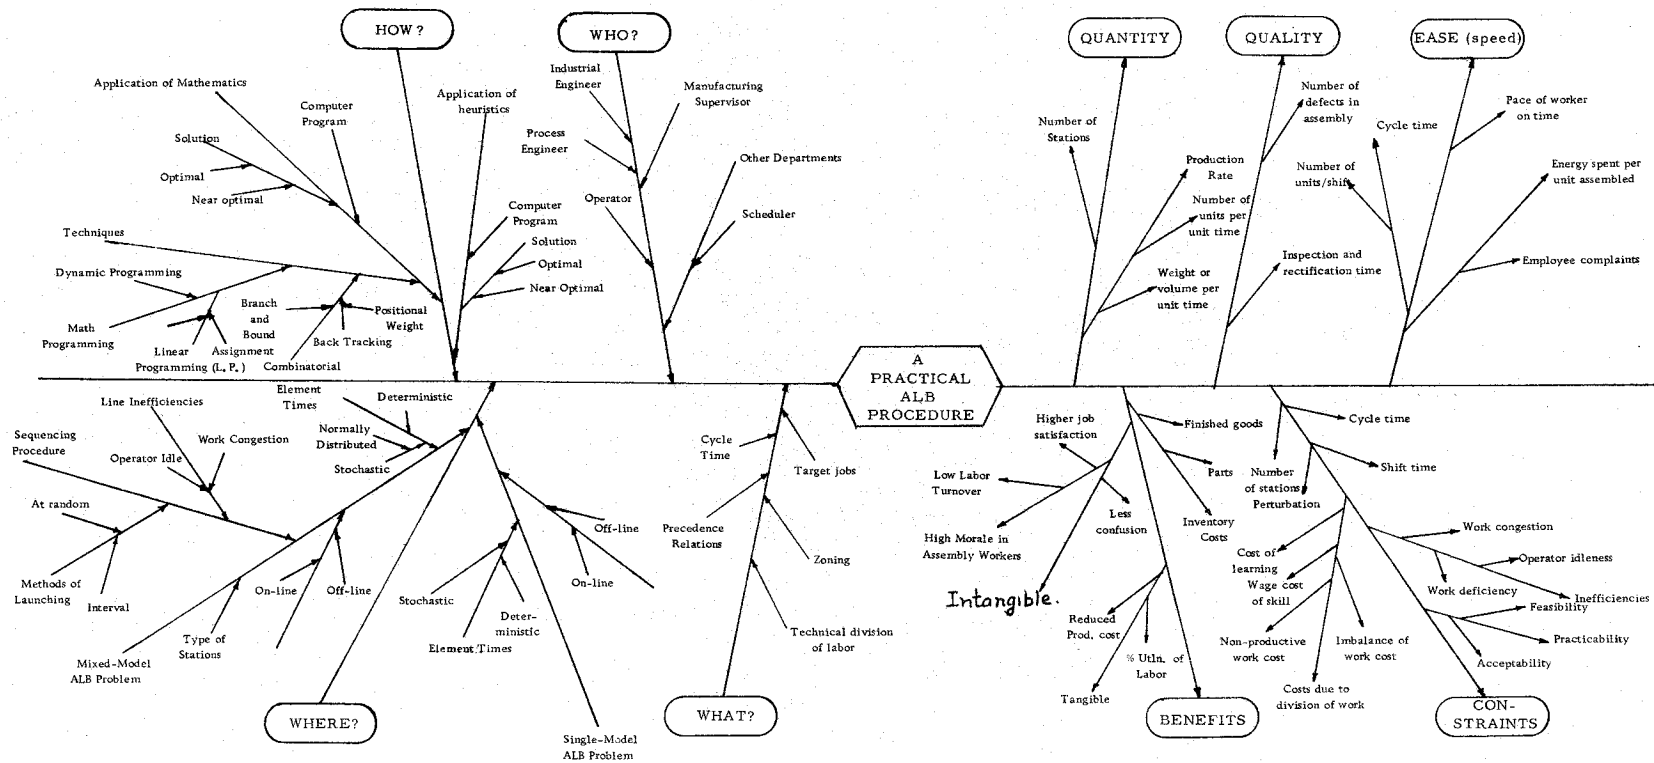 HOW?
WHO?
QUANTITY
QUALITY
EASE (speed)
Application of Mathematics
Computer
Program
Solution
Optimal
Near optimal
Application of
heuristics
Computer
Program
Solution
Optimal
Near Optimal
Techniques
Dynamic Programming
Math
Programming
Linear
Programming (L. P.)
Assignment
Branch
and
Bound
Positional
Weight
Back Tracking
Combinatorial
Industrial
Engineer
Process
Engineer
Operator
Manufacturing
Supervisor
Other Departments
Scheduler
Number of
Stations
Production
Rate
Number of
units per
unit time
Weight or
volume per
unit time
Number of
defects in
assembly
Inspection and
rectification time
Cycle time
Number of
units/shift
Pace of worker
on time
Energy spent per
unit assembled
Employee complaints
A
PRACTICAL
ALB
PROCEDURE
Line Inefficiencies
Sequencing
Procedure
Operator Idle
Work Congestion
At random
Methods of
Launching
Interval
Element
Times
Deterministic
Normally
Distributed
Stochastic
On-line
Off-line
Type of
Stations
Mixed-Model
ALB Problem
WHERE?
Stochastic
Deter-
ministic
Element Times
Off-line
On-line
Single-Model
ALB Problem
Cycle
Time
Target jobs
Precedence
Relations
Zoning
Technical division
of labor
WHAT?
Higher job
satisfaction
Low Labor
Turnover
High Morale in
Assembly Workers
Less
confusion
Intangible.
Finished goods
Parts
Inventory
Costs
Reduced
Prod. cost
% Utln. of
Labor
Tangible
BENEFITS
Cycle time
Number
of stations
Perturbation
Shift time
Cost of
learning
Wage cost
of skill
Non-productive
work cost
Imbalance of
work cost
Costs due to
division of work
Work congestion
Operator idleness
Work deficiency
Inefficiencies
Feasibility
Practicability
Acceptability
CON-
STRAINTS